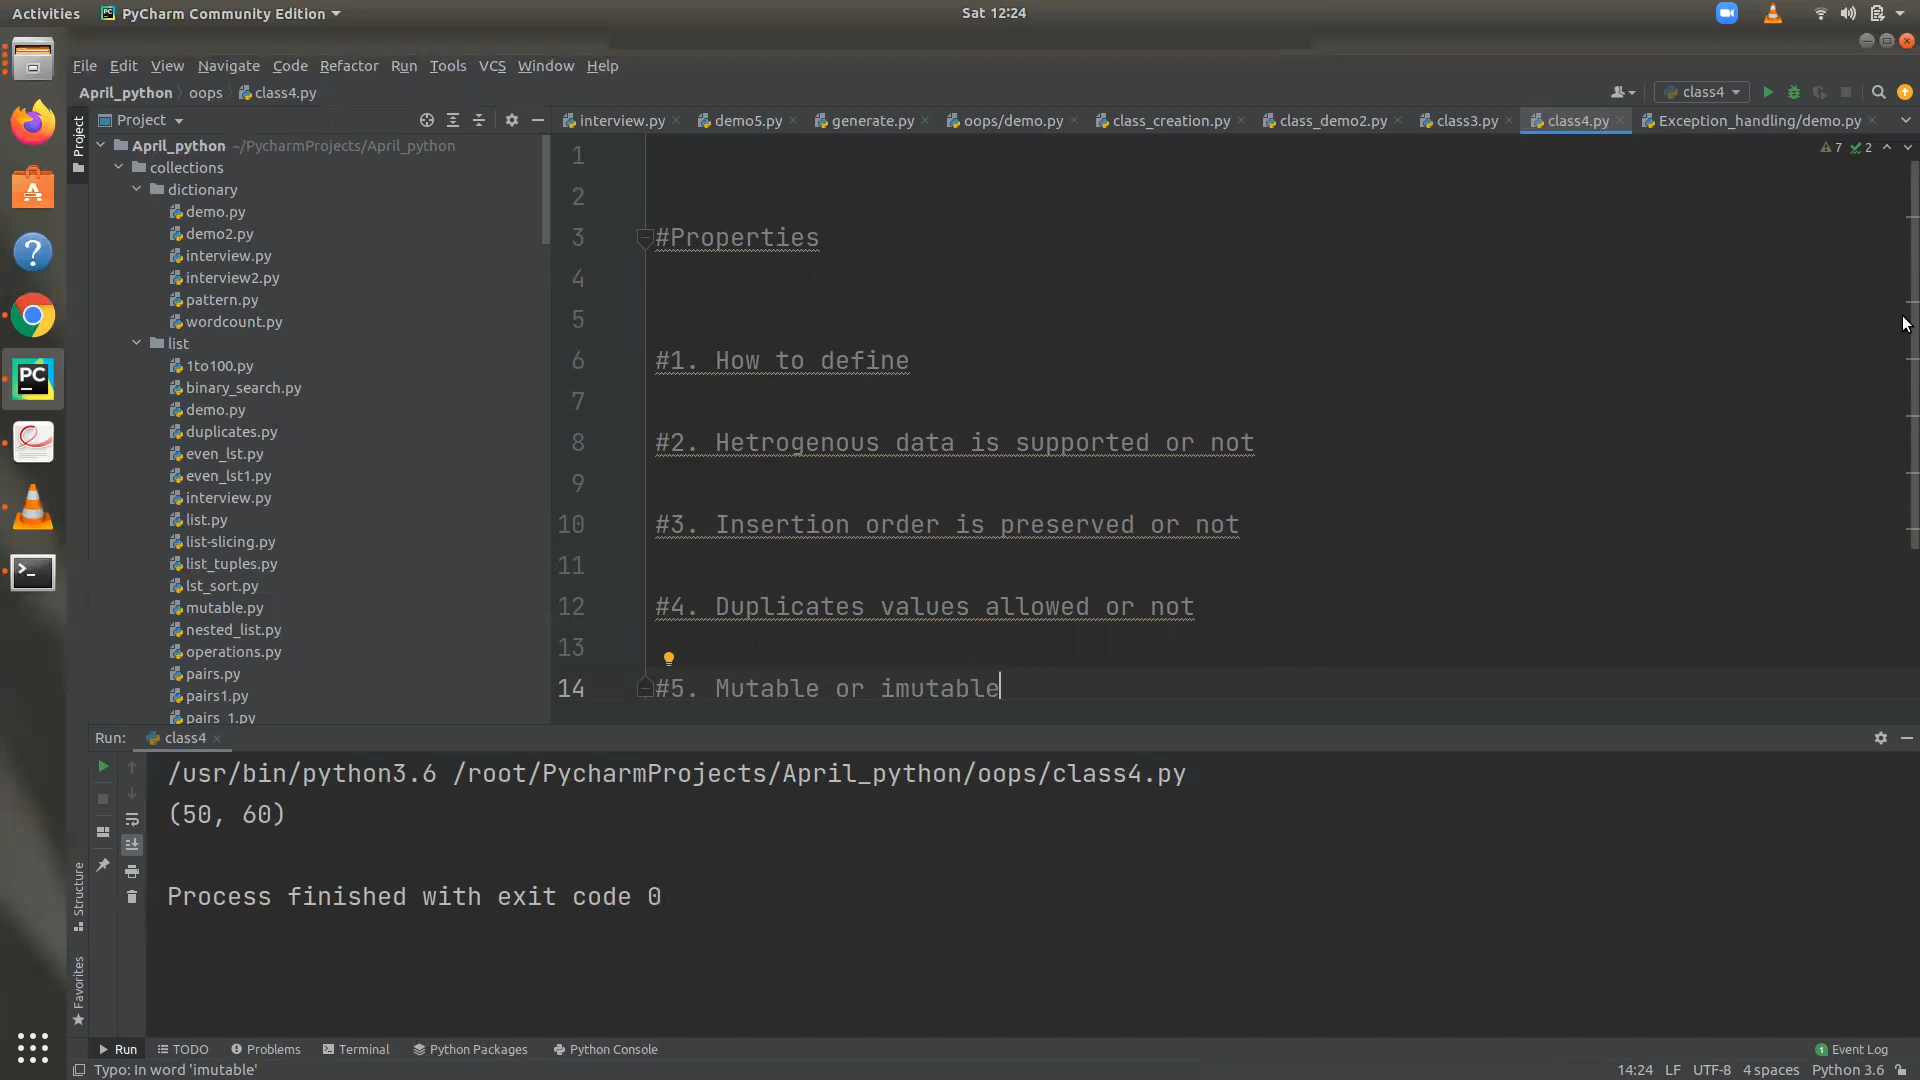 Activities
PyCharm Community Edition
Sat 12:24
File Edit View Navigate Code Refactor Run Tools VCS Window Help
April_python oops class4.py
class4
Project
interview.py demo5.py generate.py oops/demo.py class_creation.py class_demo2.py class3.py class4.py Exception_handling/demo.py
Project
April_python ~/PycharmProjects/April_python
collections
dictionary
demo.py
demo2.py
interview.py
interview2.py
pattern.py
wordcount.py
list
1to100.py
binary_search.py
demo.py
duplicates.py
even_lst.py
even_lst1.py
interview.py
list.py
list-slicing.py
list_tuples.py
lst_sort.py
mutable.py
nested_list.py
operations.py
pairs.py
pairs1.py
pairs_1.py
7 2
1
2
3 #Properties
4
5
6 #1. How to define
7
8 #2. Hetrogenous data is supported or not
9
10 #3. Insertion order is preserved or not
11
12 #4. Duplicates values allowed or not
13
14 #5. Mutable or imutable
Run: class4
/usr/bin/python3.6 /root/PycharmProjects/April_python/oops/class4.py
(50, 60)
Process finished with exit code 0
Structure
Favorites
Run TODO Problems Terminal Python Packages Python Console
1 Event Log
Typo: In word 'imutable'
14:24 LF UTF-8 4 spaces Python 3.6